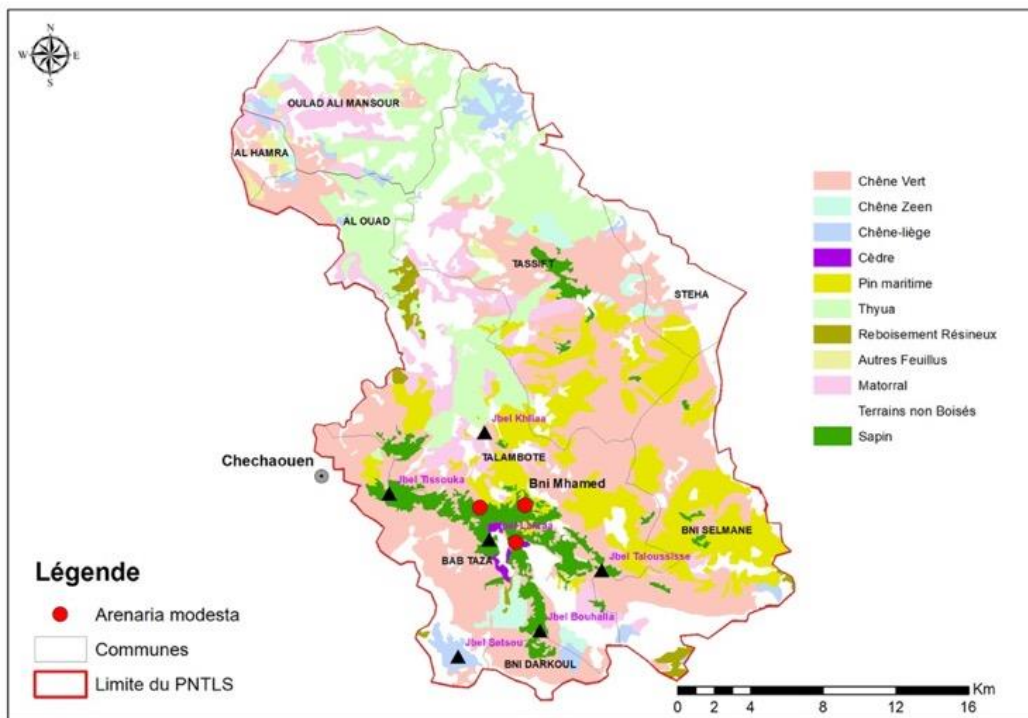 N
W E
S
OULAD ALI MANSOUR
AL HAMRA
AL OUAD
TASSIFT
STEHA
Chêne Vert
Chêne Zeen
Chêne-liège
Cèdre
Pin maritime
Thyua
Reboisement Résineux
Autres Feuillus
Matorral
Terrains non Boisés
Sapin
Jbel Khliaa
TALAMBOTE
Chechaouen
Jbel Tissouka
Bni Mhamed
BNI SELMANE
BAB TAZA
Jbel Taloussisse
Jbel Bouhalla
Jbel Setsou
BNI DARKOUL
Légende
Arenaria modesta
Communes
Limite du PNTLS
Km
0 2 4 8 12 16